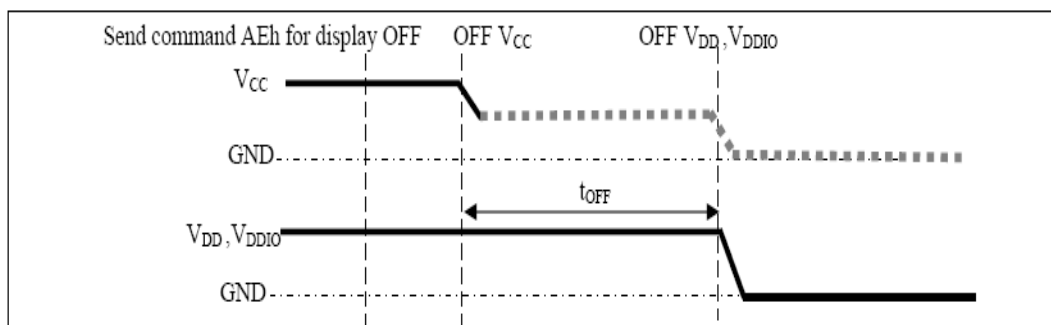 Send command AEh for display OFF OFF VCC OFF VDD ,VDDIO
VCC
GND
tOFF
VDD ,VDDIO
GND